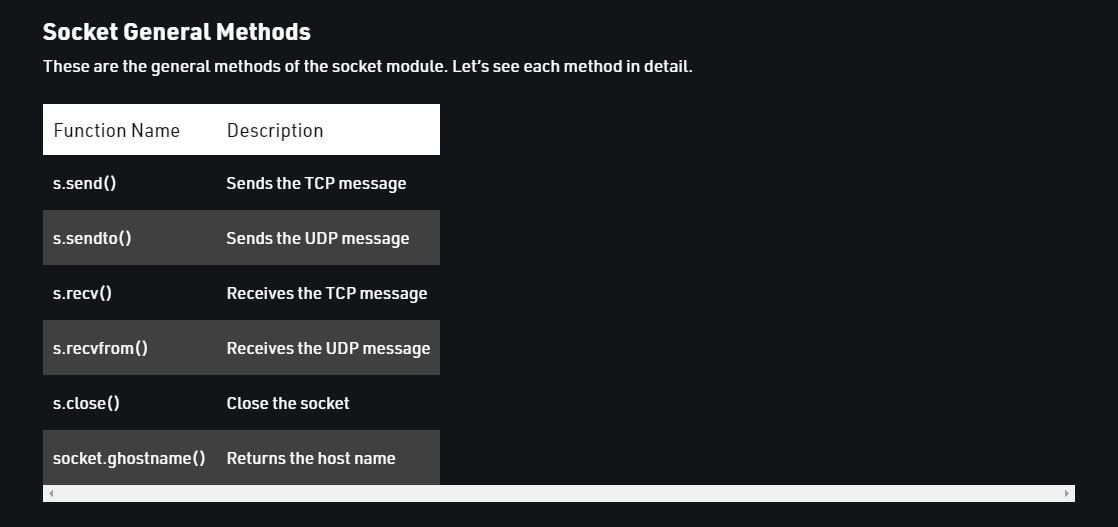 Socket General Methods
These are the general methods of the socket module. Let’s see each method in detail.
Function Name Description
s.send() Sends the TCP message
s.sendto() Sends the UDP message
s.recv() Receives the TCP message
s.recvfrom() Receives the UDP message
s.close() Close the socket
socket.ghostname() Returns the host name